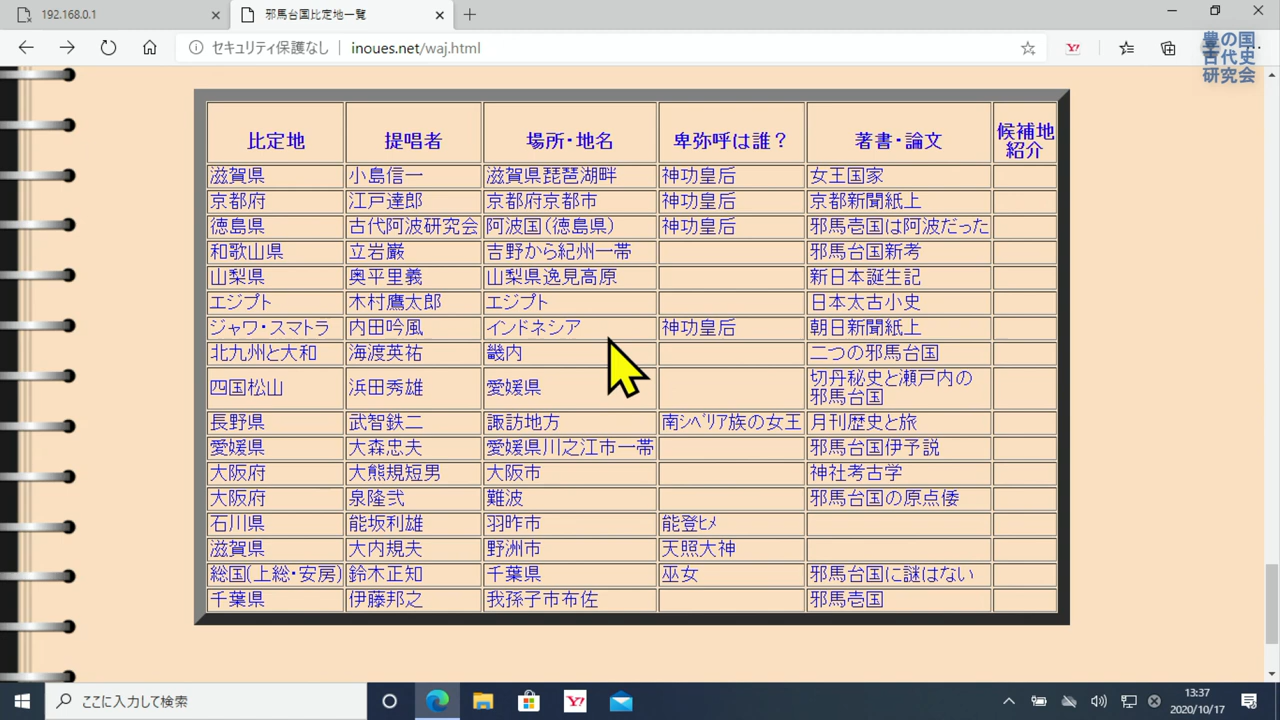 192.168.0.1
邪馬台国比定地一覧
セキュリティ保護なし inoues.net/waj.html
豊の国
古代史
研究会
比定地 提唱者 場所・地名 卑弥呼は誰？ 著書・論文 候補地紹介
滋賀県 小島信一 滋賀県琵琶湖畔 神功皇后 女王国家
京都府 江戸達郎 京都府京都市 神功皇后 京都新聞紙上
徳島県 古代阿波研究会 阿波国(徳島県) 神功皇后 邪馬壱国は阿波だった
和歌山県 立岩巌 吉野から紀州一帯 邪馬台国新考
山梨県 奥平里義 山梨県逸見高原 新日本誕生記
エジプト 木村鷹太郎 エジプト 日本太古小史
ジャワ・スマトラ 内田吟風 インドネシア 神功皇后 朝日新聞紙上
北九州と大和 海渡英祐 畿内 二つの邪馬台国
四国松山 浜田秀雄 愛媛県 切丹秘史と瀬戸内の
邪馬台国
長野県 武智鉄二 諏訪地方 南ｼﾍﾞﾘｱ族の女王 月刊歴史と旅
愛媛県 大森忠夫 愛媛県川之江市一帯 邪馬台国伊予説
大阪府 大熊規短男 大阪市 神社考古学
大阪府 泉隆弐 難波 邪馬台国の原点倭
石川県 能坂利雄 羽咋市 能登ﾋﾒ
滋賀県 大内規夫 野洲市 天照大神
総国(上総・安房) 鈴木正知 千葉県 巫女 邪馬台国に謎はない
千葉県 伊藤邦之 我孫子市布佐 邪馬壱国
ここに入力して検索
13:37
2020/10/17